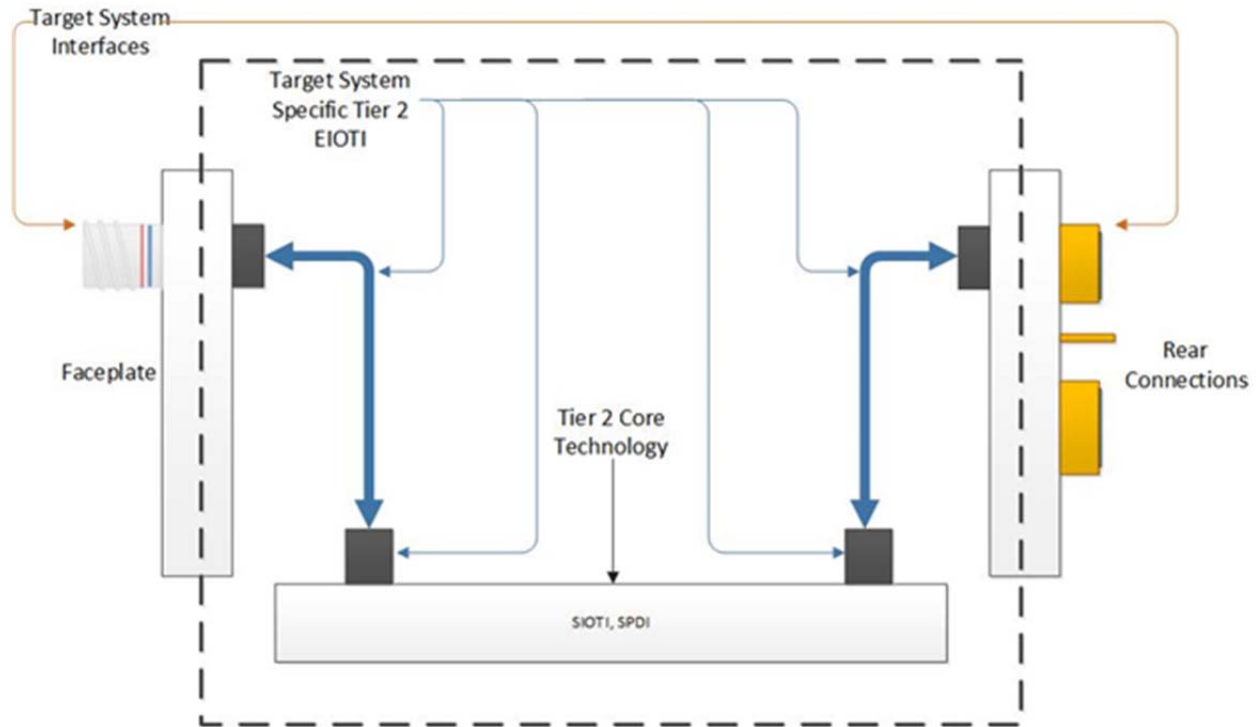 Target System
Interfaces
Target System
Specific Tier 2
EIOTI
Faceplate
Rear
Connections
Tier 2 Core
Technology
SIOTI, SPDI